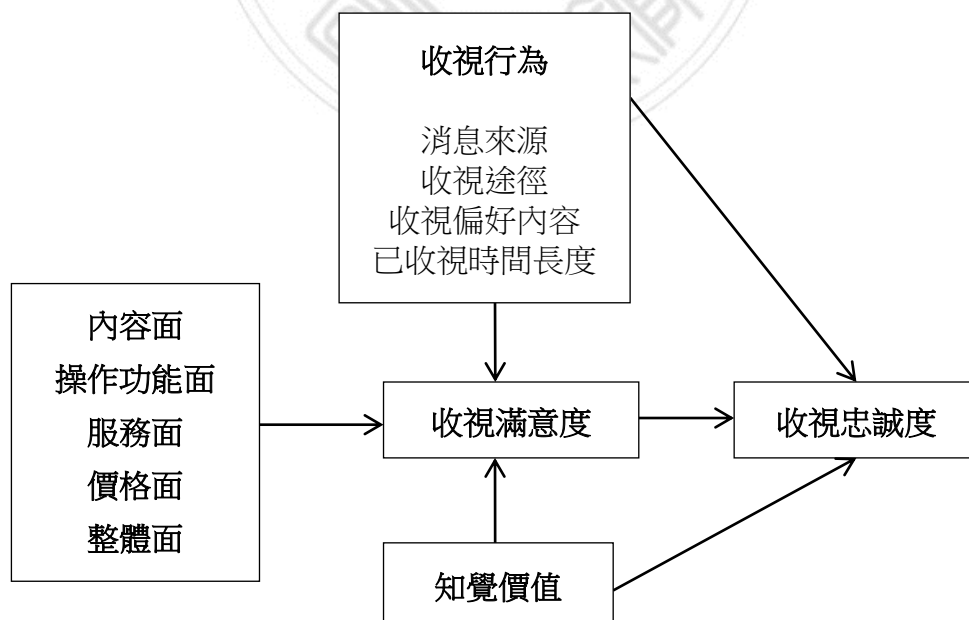 收視行為
消息來源
收視途徑
收視偏好內容
已收視時間長度
內容面
操作功能面
服務面
價格面
整體面
收視滿意度
收視忠誠度
知覺價值